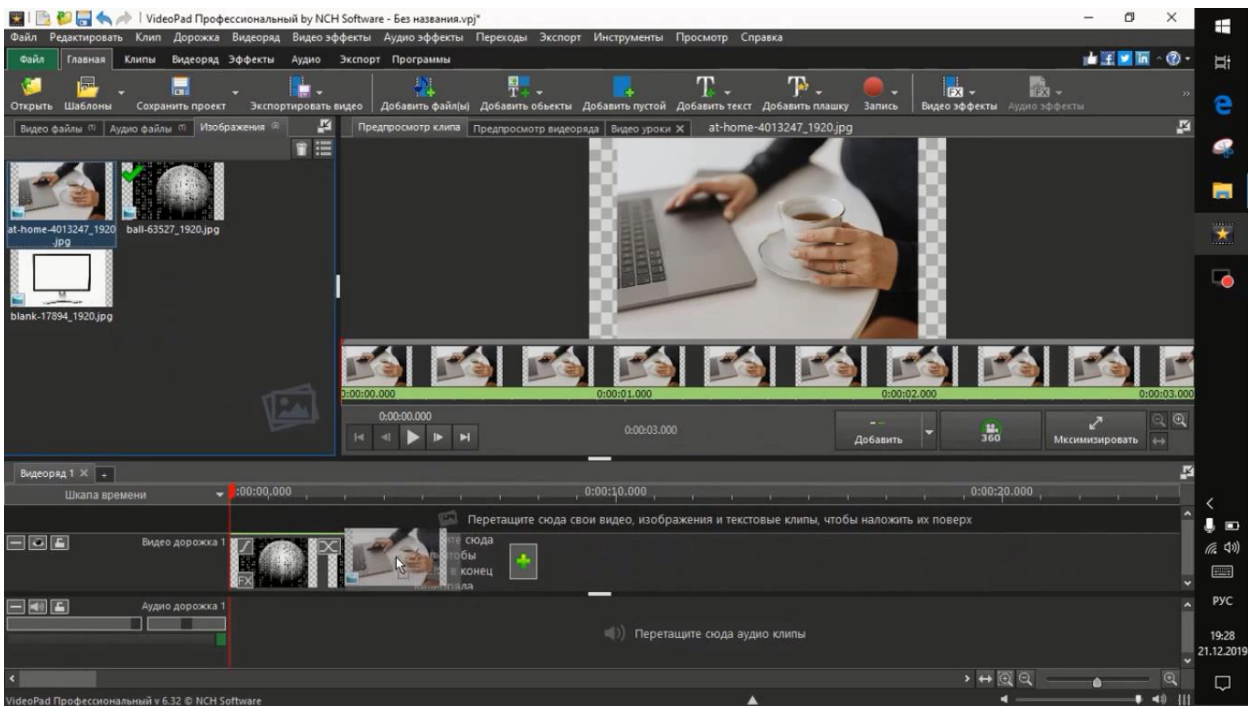 VideoPad Профессиональный by NCH Software - Без названия.vpj*
Файл Редактировать Клип Дорожка Видеоряд Видео эффекты Аудио эффекты Переходы Экспорт Инструменты Просмотр Справка
Файл Главная Клипы Видеоряд Эффекты Аудио Экспорт Программы
Открыть Шаблоны Сохранить проект Экспортировать видео Добавить файл(ы) Добавить объекты Добавить пустой Добавить текст Добавить плашку Запись Видео эффекты Аудио эффекты
Видео файлы Аудио файлы Изображения
Предпросмотр клипа Предпросмотр видеоряда Видео уроки at-home-4013247_1920.jpg
at-home-4013247_1920
.jpg
ball-63527_1920.jpg
blank-17894_1920.jpg
0:00:00.000 0:00:01.000 0:00:02.000 0:00:03.000
0:00:00.000
0:00:03.000
Добавить 360 Мксимизировать
Видеоряд 1
Шкала времени :00:00,000 0:00:10.000 0:00:20.000
Перетащите сюда свои видео, изображения и текстовые клипы, чтобы наложить их поверх
Видео дорожка 1
FX
сюда
конец
Аудио дорожка 1
Перетащите сюда аудио клипы
VideoPad Профессиональный v 6.32 © NCH Software
РУС
19:28
21.12.2019